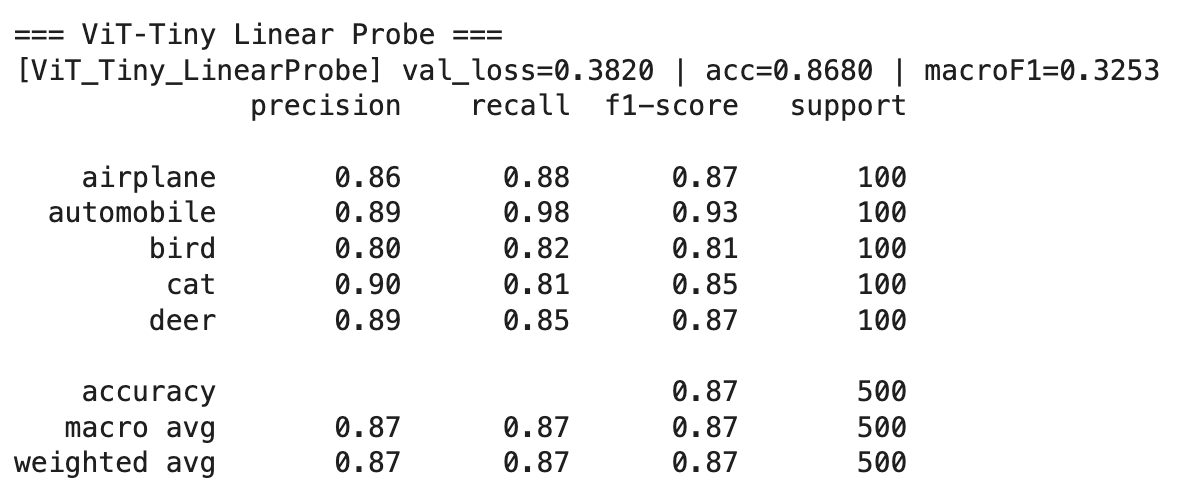 === ViT-Tiny Linear Probe ===
[ViT_Tiny_LinearProbe] val_loss=0.3820 | acc=0.8680 | macroF1=0.3253
precision recall f1-score support
airplane 0.86 0.88 0.87 100
automobile 0.89 0.98 0.93 100
bird 0.80 0.82 0.81 100
cat 0.90 0.81 0.85 100
deer 0.89 0.85 0.87 100
accuracy 0.87 500
macro avg 0.87 0.87 0.87 500
weighted avg 0.87 0.87 0.87 500